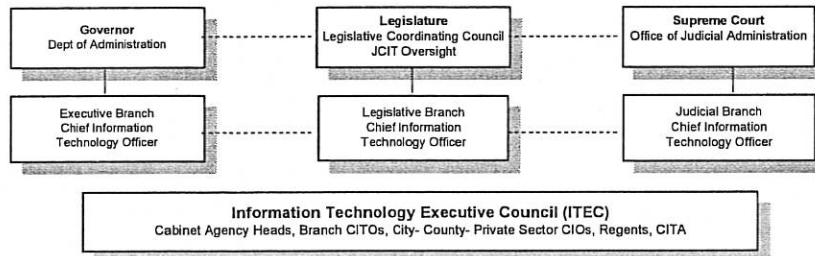 Governor
Dept of Administration
Legislature
Legislative Coordinating Council
JCIT Oversight
Supreme Court
Office of Judicial Administration
Executive Branch
Chief Information
Technology Officer
Legislative Branch
Chief Information
Technology Officer
Judicial Branch
Chief Information
Technology Officer
Information Technology Executive Council (ITEC)
Cabinet Agency Heads, Branch CITOs, City- County- Private Sector CIOs, Regents, CITA